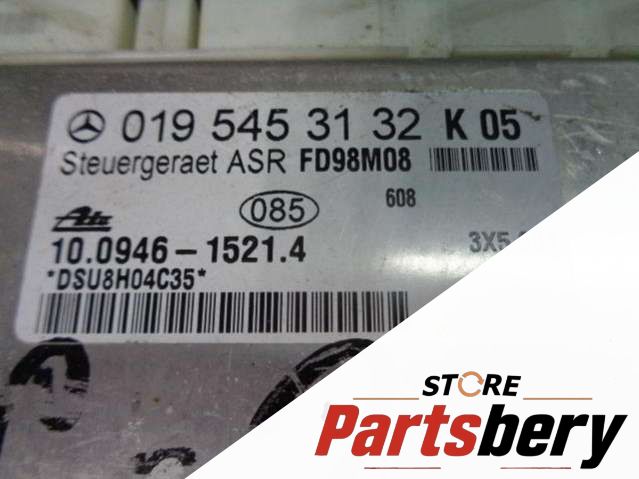 019 545 31 32 K 05
Steuergeraet ASR FD98M08
085 608
Ate
10.0946-1521.4 3X5.
*DSU8H04C35*
STORE
Partsbery